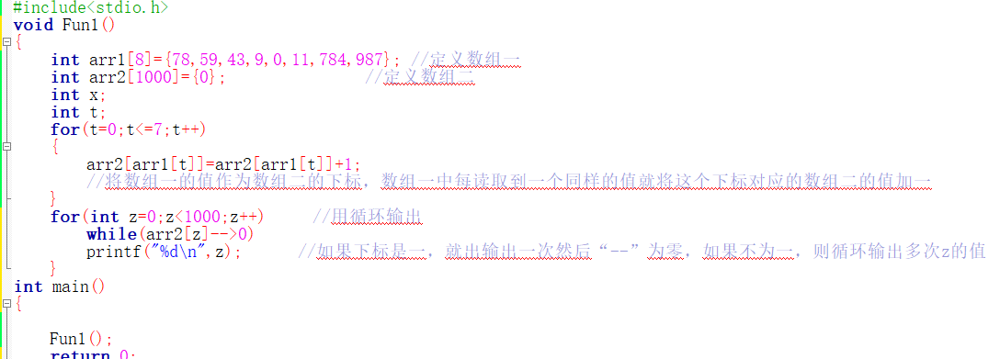 #include<stdio.h>
void Fun1()
{
int arr1[8]={78,59,43,9,0,11,784,987}; //定义数组一
int arr2[1000]={0}; //定义数组二
int x;
int t;
for(t=0;t<=7;t++)
{
arr2[arr1[t]]=arr2[arr1[t]]+1;
//将数组一的值作为数组二的下标，数组一中每读取到一个同样的值就将这个下标对应的数组二的值加一
}
for(int z=0;z<1000;z++) //用循环输出
while(arr2[z]-->0)
printf("%d\n",z); //如果下标是一，就出输出一次然后“--”为零，如果不为一，则循环输出多次z的值
}
int main()
{
Fun1();
return 0;